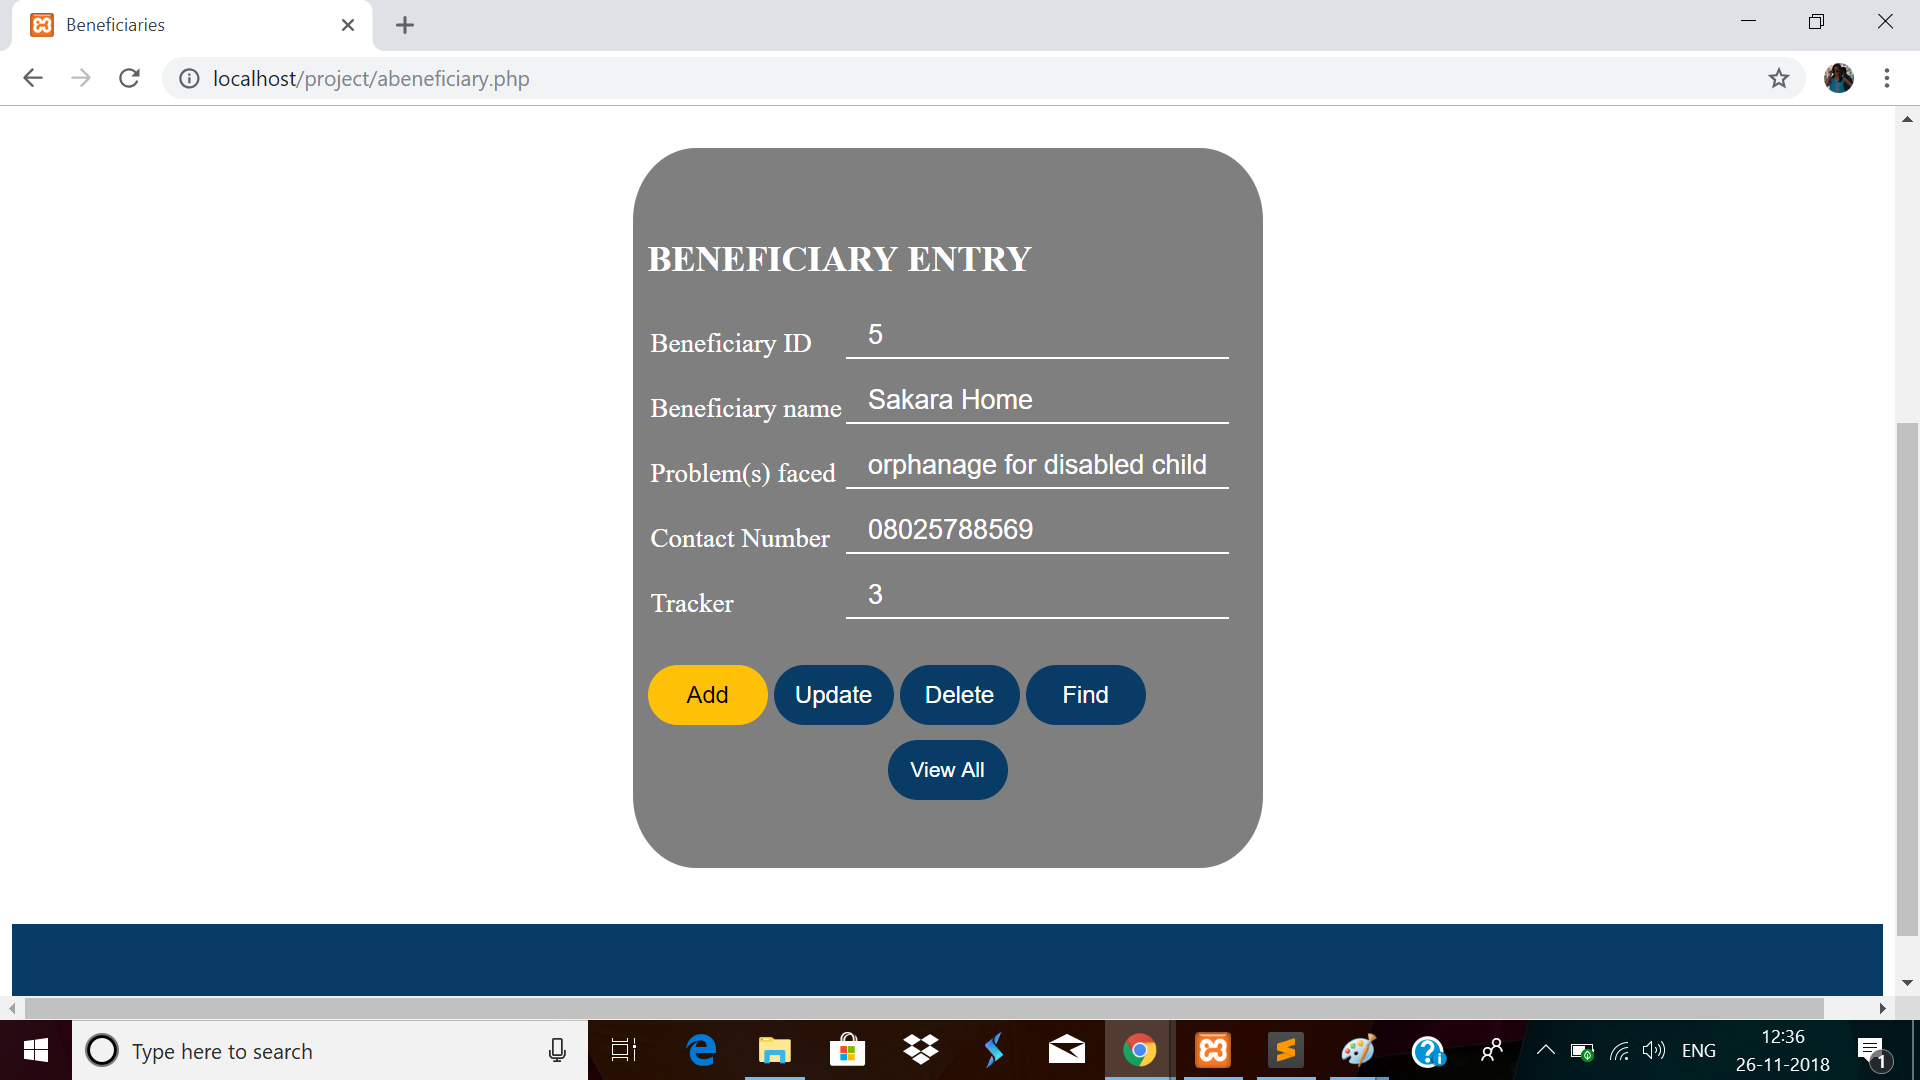 Beneficiaries
localhost/project/abeneficiary.php
BENEFICIARY ENTRY
Beneficiary ID 5
Beneficiary name Sakara Home
Problem(s) faced orphanage for disabled child
Contact Number 08025788569
Tracker 3
Add Update Delete Find
View All
Type here to search
ENG
12:36
26-11-2018
1